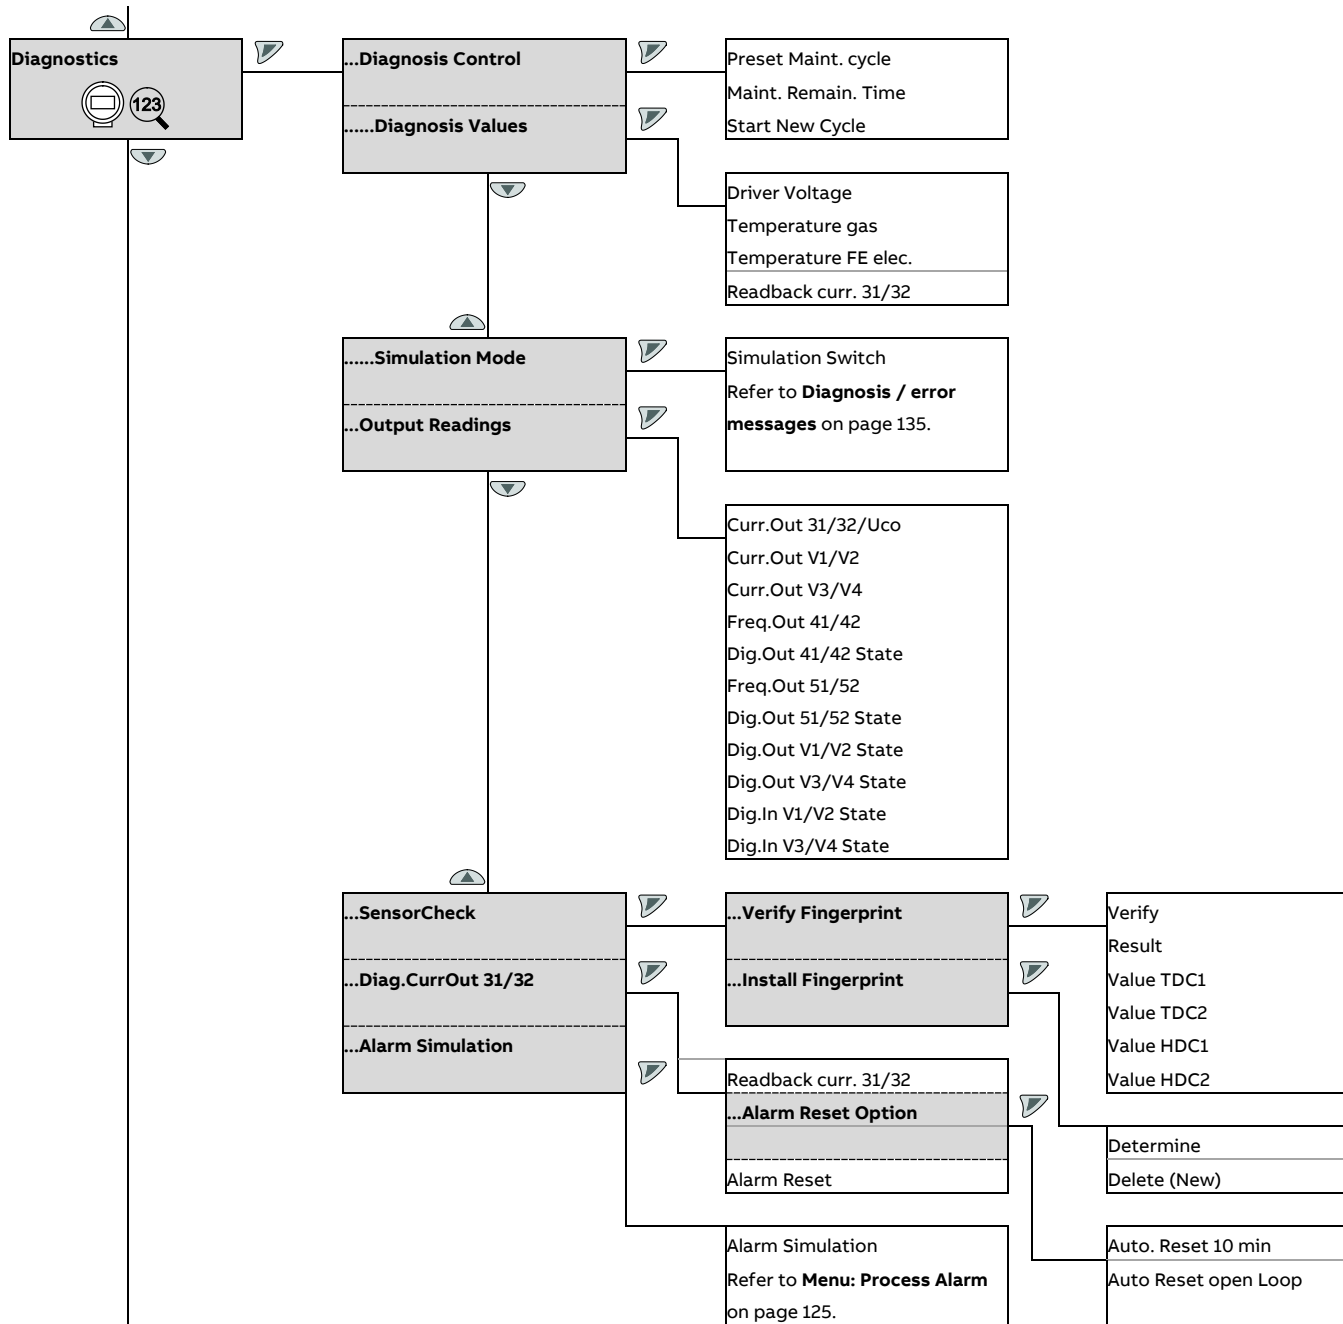 Diagnostics
123
...Diagnosis Control
......Diagnosis Values
Preset Maint. cycle
Maint. Remain. Time
Start New Cycle
Driver Voltage
Temperature gas
Temperature FE elec.
Readback curr. 31/32
......Simulation Mode
...Output Readings
Simulation Switch
Refer to Diagnosis / error
messages on page 135.
Curr.Out 31/32/Uco
Curr.Out V1/V2
Curr.Out V3/V4
Freq.Out 41/42
Dig.Out 41/42 State
Freq.Out 51/52
Dig.Out 51/52 State
Dig.Out V1/V2 State
Dig.Out V3/V4 State
Dig.In V1/V2 State
Dig.In V3/V4 State
...SensorCheck
...Diag.CurrOut 31/32
...Alarm Simulation
...Verify Fingerprint
...Install Fingerprint
Verify
Result
Value TDC1
Value TDC2
Value HDC1
Value HDC2
Readback curr. 31/32
...Alarm Reset Option
Alarm Reset
Determine
Delete (New)
Alarm Simulation
Refer to Menu: Process Alarm
on page 125.
Auto. Reset 10 min
Auto Reset open Loop